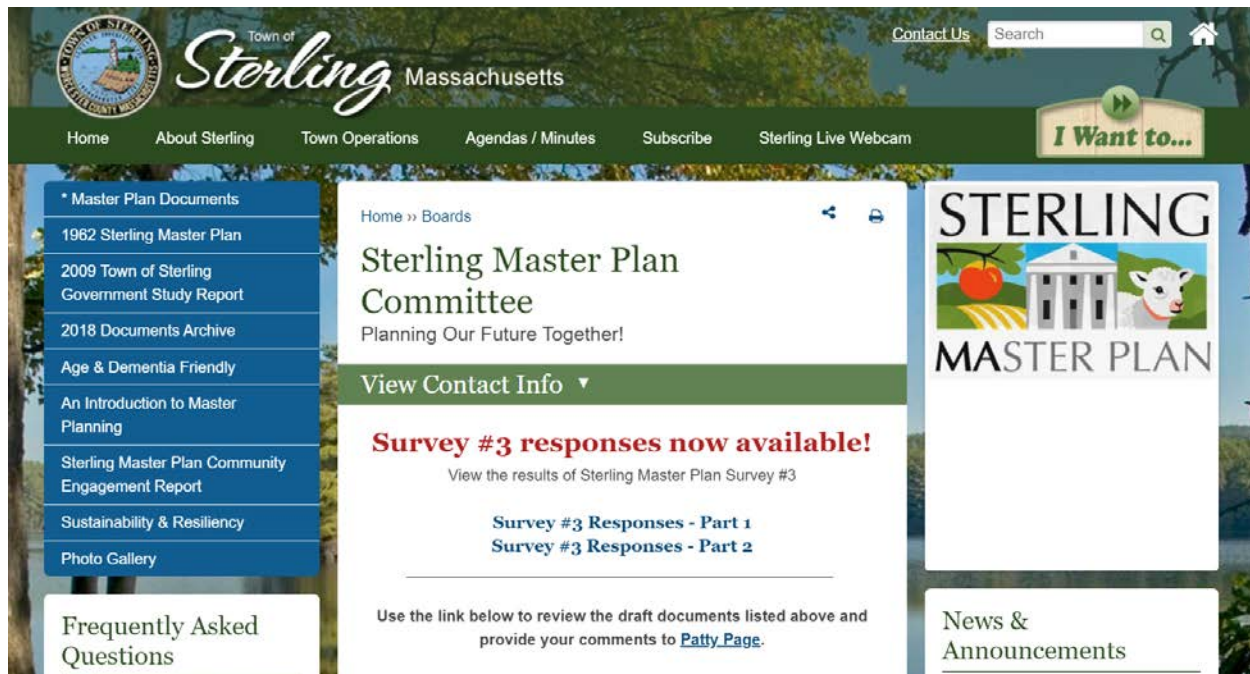 Town of
Sterling Massachusetts
Contact Us
Search
Home
About Sterling
Town Operations
Agendas / Minutes
Subscribe
Sterling Live Webcam
I Want to...
* Master Plan Documents
1962 Sterling Master Plan
2009 Town of Sterling
Government Study Report
2018 Documents Archive
Age & Dementia Friendly
An Introduction to Master
Planning
Sterling Master Plan Community
Engagement Report
Sustainability & Resiliency
Photo Gallery
Frequently Asked
Questions
Home ›› Boards
Sterling Master Plan
Committee
Planning Our Future Together!
View Contact Info ▼
Survey #3 responses now available!
View the results of Sterling Master Plan Survey #3
Survey #3 Responses - Part 1
Survey #3 Responses - Part 2
Use the link below to review the draft documents listed above and
provide your comments to Patty Page.
STERLING
MASTER PLAN
News &
Announcements